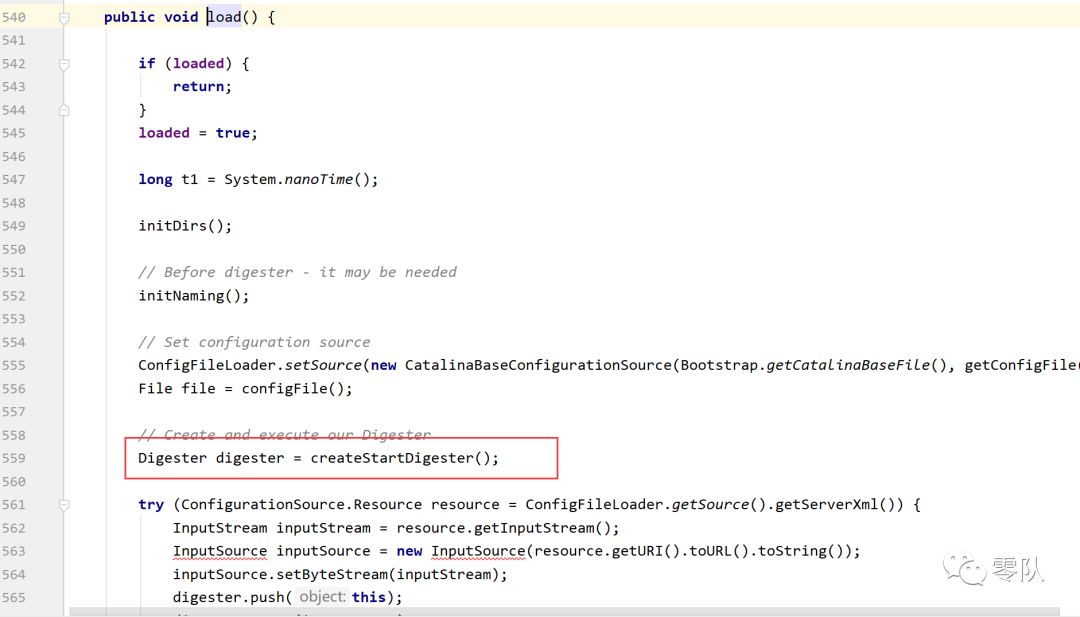 540 public void load() {
541
542 if (loaded) {
543 return;
544 }
545 loaded = true;
546
547 long t1 = System.nanoTime();
548
549 initDirs();
550
551 // Before digester - it may be needed
552 initNaming();
553
554 // Set configuration source
555 ConfigFileLoader.setSource(new CatalinaBaseConfigurationSource(Bootstrap.getCatalinaBaseFile(), getConfigFile(
556 File file = configFile();
557
558 // Create and execute our Digester
559 Digester digester = createStartDigester();
560
561 try (ConfigurationSource.Resource resource = ConfigFileLoader.getSource().getServerXml()) {
562 InputStream inputStream = resource.getInputStream();
563 InputSource inputSource = new InputSource(resource.getURI().toURL().toString());
564 inputSource.setByteStream(inputStream);
565 digester.push( object: this);
零队